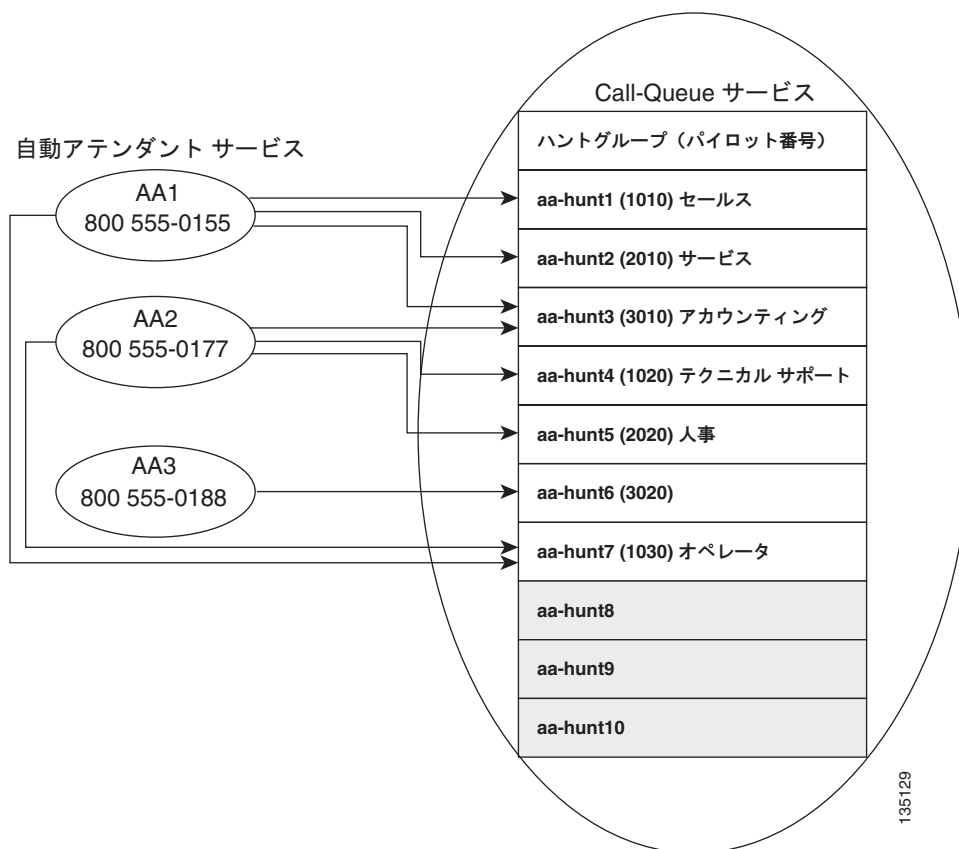 Call-Queue サービス
自動アテンダント サービス
ハントグループ（パイロット番号）
AA1
800 555-0155
aa-hunt1 (1010) セールス
aa-hunt2 (2010) サービス
AA2
800 555-0177
aa-hunt3 (3010) アカウンティング
aa-hunt4 (1020) テクニカル サポート
aa-hunt5 (2020) 人事
AA3
800 555-0188
aa-hunt6 (3020)
aa-hunt7 (1030) オペレータ
aa-hunt8
aa-hunt9
aa-hunt10
135129